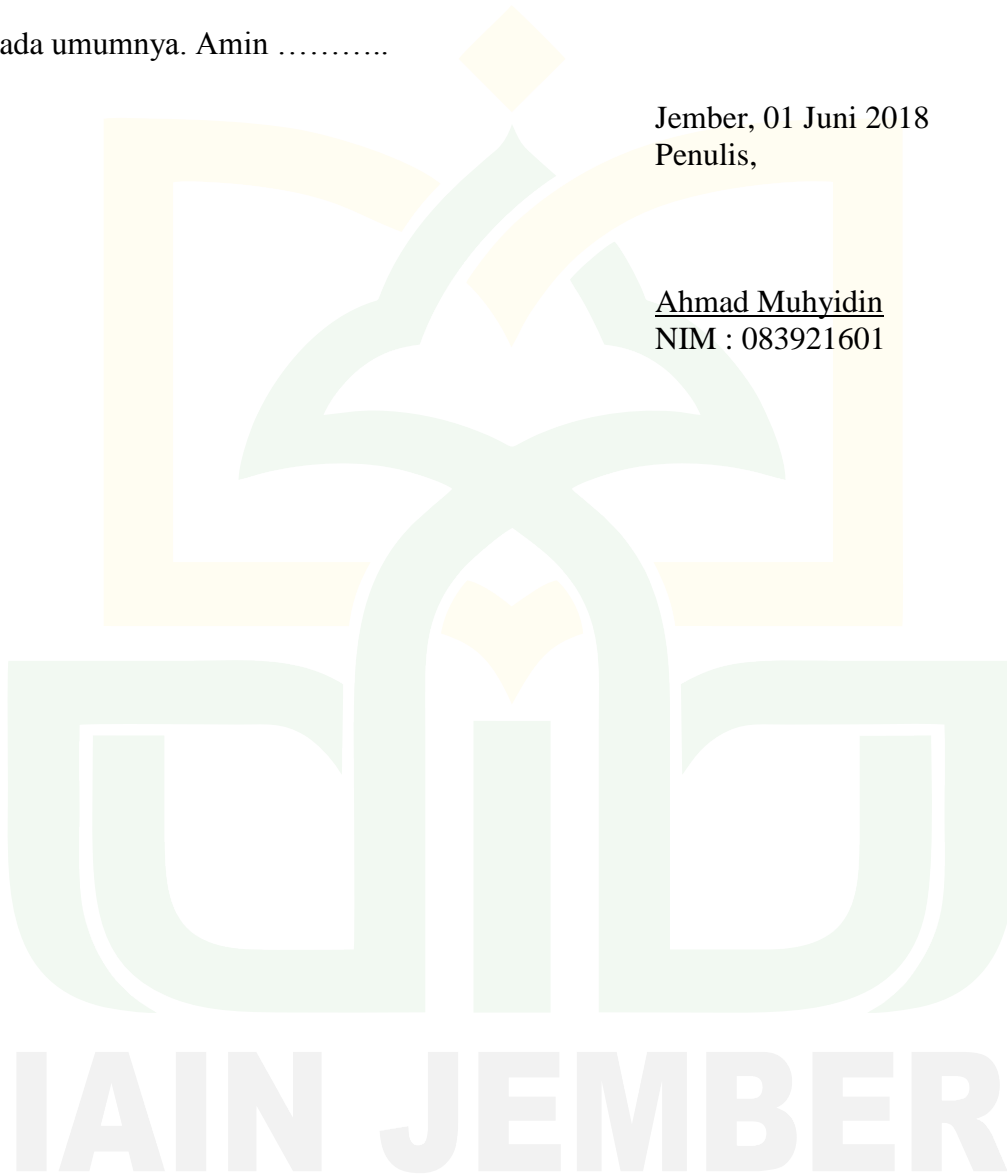 ada umumnya. Amin ………..
Jember, 01 Juni 2018
Penulis,
Ahmad Muhyidin
NIM : 083921601
IAIN JEMBER